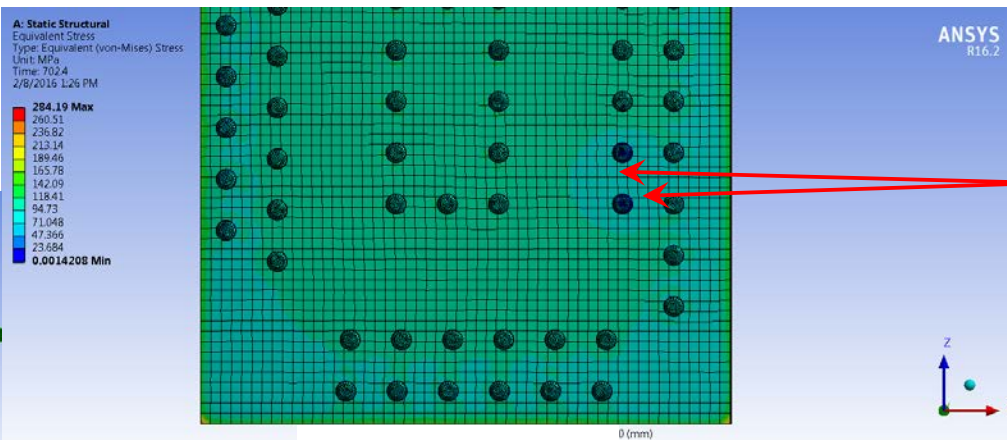 A: Static Structural
Equivalent Stress
Type: Equivalent (von-Mises) Stress
Unit: MPa
Time: 702.4
2/8/2016 1:26 PM
284.19 Max
260.51
236.82
213.14
189.46
165.78
142.09
118.41
94.73
71.048
47.366
23.684
0.0014208 Min
ANSYS
R16.2
Z
0 (mm)